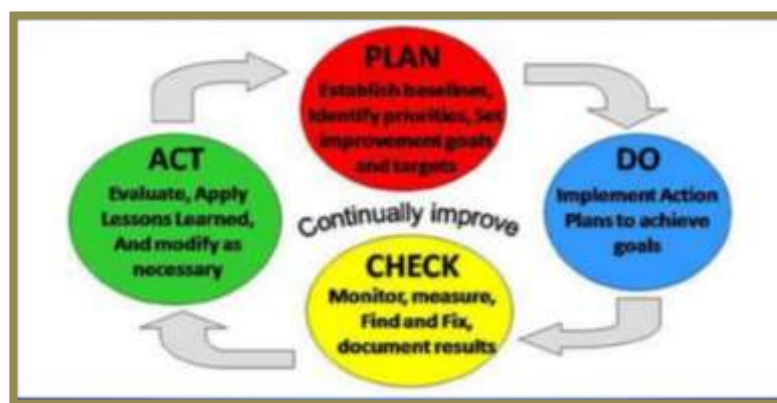 PLAN
Establish baselines,
Identify priorities, Set
improvement goals
and targets
DO
Implement Action
Plans to achieve
goals
CHECK
Monitor, measure,
Find and Fix,
document results
ACT
Evaluate, Apply
Lessons Learned,
And modify as
necessary
Continually improve